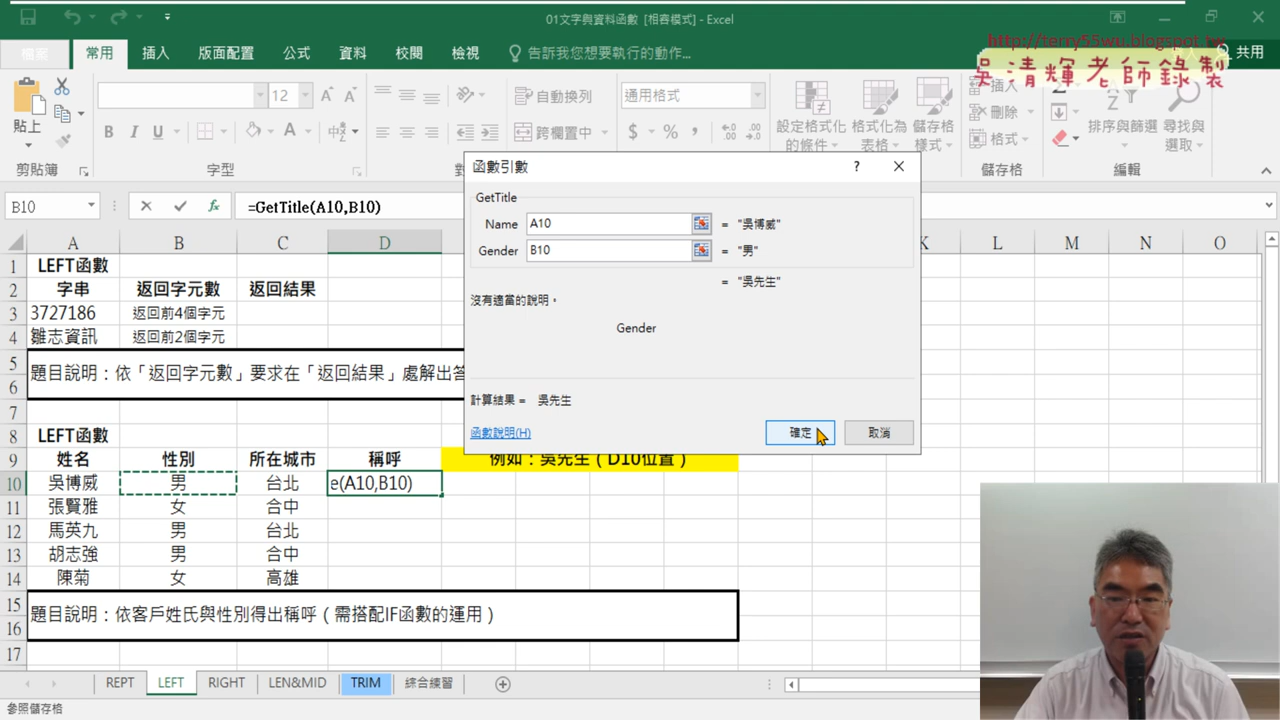 01文字與資料函數 [相容模式] - Excel
檔案 常用 插入 版面配置 公式 資料 校閱 檢視 告訴我您想要執行的動作... 共用
http://terry55wu.blogspot.tw
吳清輝老師錄製
12 A A 自動換列 通用格式 插入
貼上 B I U A 中 跨欄置中 $ % , 設定格式化的條件 格式化為表格 儲存格樣式 刪除 格式 排序與篩選 尋找與選取
剪貼簿 字型 儲存格 編輯
B10 =GetTitle(A10,B10)
函數引數 ?
GetTitle
Name A10 = "吳博威"
Gender B10 = "男"
= "吳先生"
沒有適當的說明。
Gender
計算結果 = 吳先生
函數說明(H) 確定 取消
A B C D K L M N O
1 LEFT函數
2 字串 返回字元數 返回結果
3 3727186 返回前4個字元
4 雛志資訊 返回前2個字元
5
題目說明：依「返回字元數」要求在「返回結果」處解出答
6
7
8 LEFT函數
9 姓名 性別 所在城市 稱呼 例如：吳先生（D10位置）
10 吳博威 男 台北 e(A10,B10)
11 張賢雅 女 台中
12 馬英九 男 台北
13 胡志強 男 台中
14 陳菊 女 高雄
15
題目說明：依客戶姓氏與性別得出稱呼（需搭配IF函數的運用）
16
17
REPT LEFT RIGHT LEN&MID TRIM 綜合練習
參照儲存格